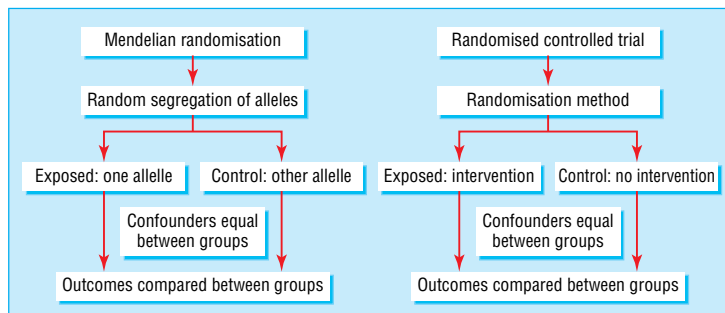 Mendelian randomisation
Random segregation of alleles
Exposed: one allele
Control: other allele
Confounders equal
between groups
Outcomes compared between groups
Randomised controlled trial
Randomisation method
Exposed: intervention
Control: no intervention
Confounders equal
between groups
Outcomes compared between groups